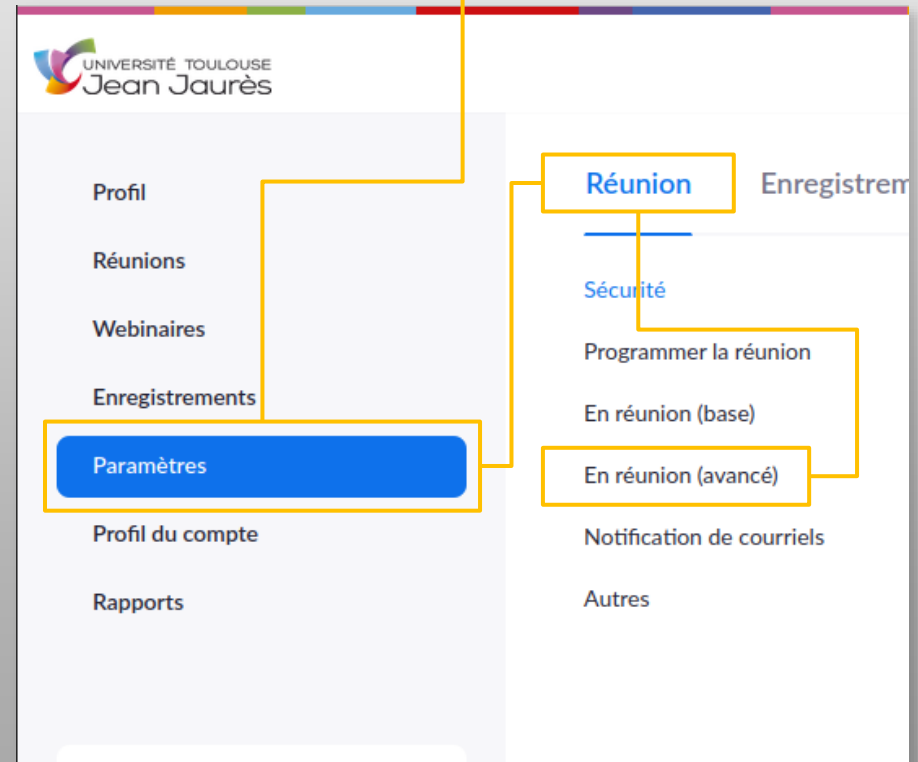 UNIVERSITÉ TOULOUSE
Jean Jaurès
Profil
Réunions
Webinaires
Enregistrements
Paramètres
Profil du compte
Rapports
Réunion
Enregistrem
Sécurité
Programmer la réunion
En réunion (base)
En réunion (avancé)
Notification de courriels
Autres